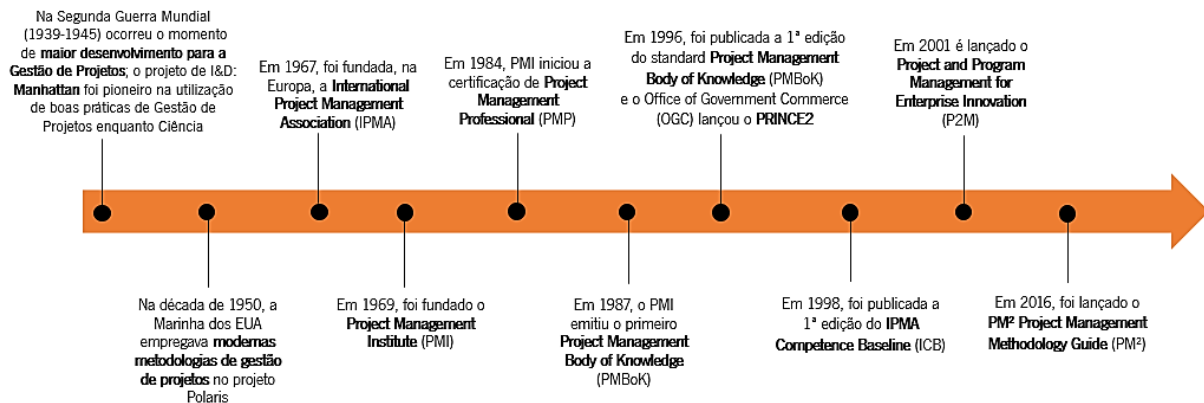 Na Segunda Guerra Mundial
(1939-1945) ocorreu o momento
de maior desenvolvimento para a
Gestão de Projetos; o projeto de I&D:
Manhattan foi pioneiro na utilização
de boas práticas de Gestão de
Projetos enquanto Ciência
Em 1967, foi fundada, na
Europa, a International
Project Management
Association (IPMA)
Em 1984, PMI iniciou a
certificação de Project
Management
Professional (PMP)
Em 1996, foi publicada a 1ª edição
do standard Project Management
Body of Knowledge (PMBoK)
e o Office of Government Commerce
(OGC) lançou o PRINCE2
Em 2001 é lançado o
Project and Program
Management for
Enterprise Innovation
(P2M)
Na década de 1950, a
Marinha dos EUA
empregava modernas
metodologias de gestão
de projetos no projeto
Polaris
Em 1969, foi fundado o
Project Management
Institute (PMI)
Em 1987, o PMI
emitiu o primeiro
Project Management
Body of Knowledge
(PMBoK)
Em 1998, foi publicada a
1ª edição do IPMA
Competence Baseline (ICB)
Em 2016, foi lançado o
PM² Project Management
Methodology Guide (PM²)